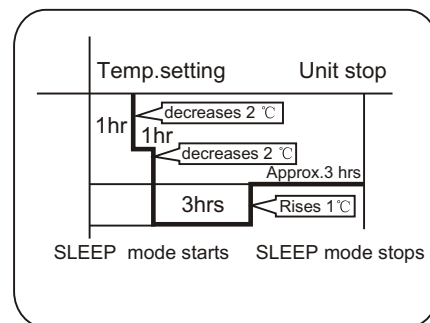 Temp.setting Unit stop
1hr decreases 2 ℃
1hr
decreases 2 ℃
Approx.3 hrs
3hrs Rises 1℃
SLEEP mode starts SLEEP mode stops